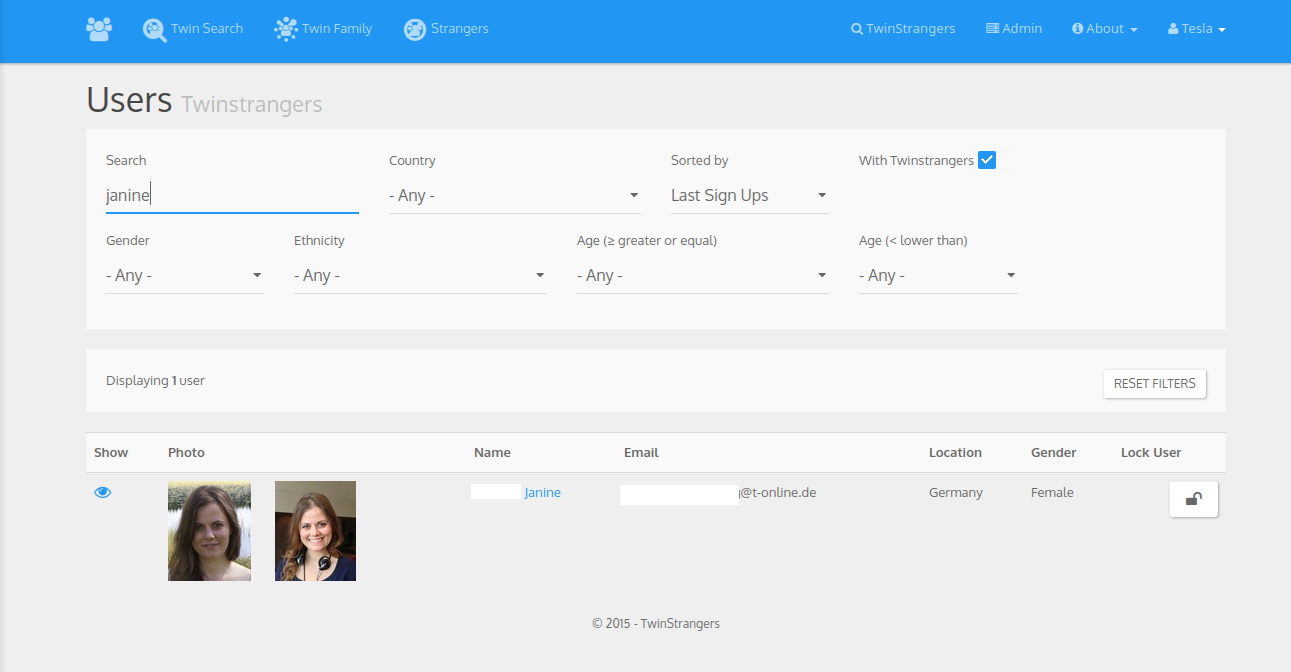 Twin Search Twin Family Strangers TwinStrangers Admin About Tesla
Users Twinstrangers
Search Country Sorted by With Twinstrangers
janine - Any - Last Sign Ups
Gender Ethnicity Age (≥ greater or equal) Age (< lower than)
- Any - - Any - - Any - - Any -
Displaying 1 user RESET FILTERS
Show Photo Name Email Location Gender Lock User
Janine @t-online.de Germany Female
© 2015 - TwinStrangers